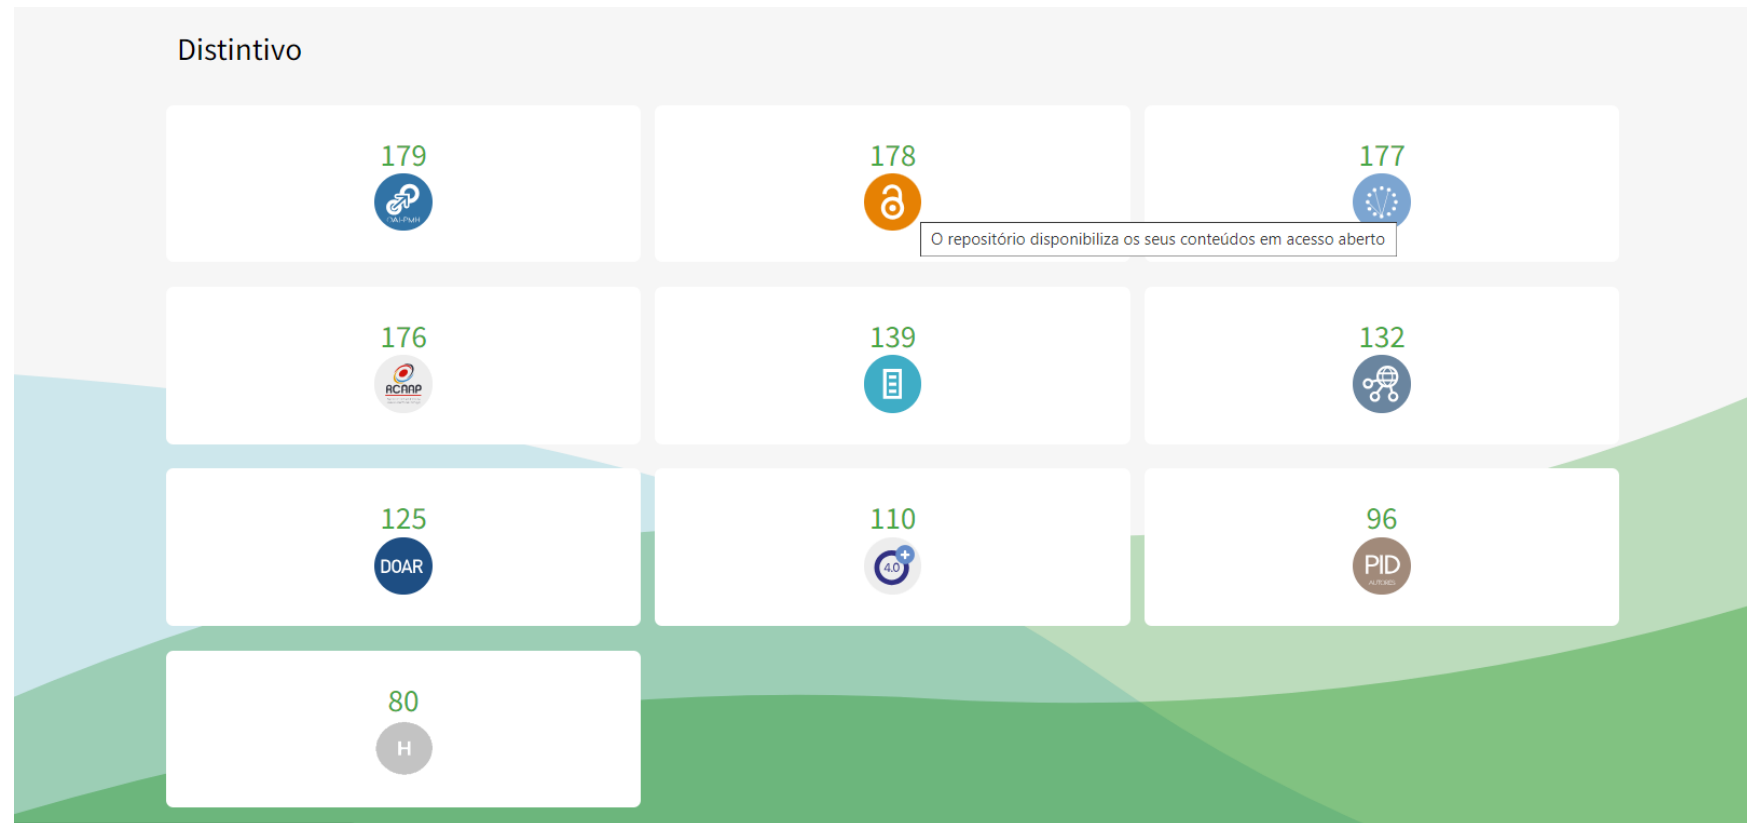 Distintivo
179
OAI-PMH
178
177
O repositório disponibiliza os seus conteúdos em acesso aberto
176
RCAAP
139
132
125
DOAR
110
4.0
+
96
PID
AUTORES
80
H